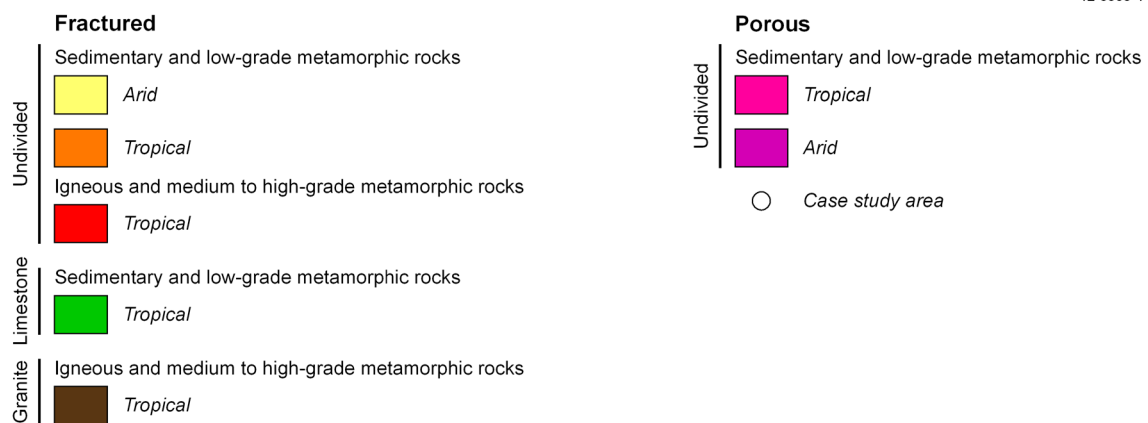 Fractured
Undivided
Sedimentary and low-grade metamorphic rocks
Arid
Tropical
Igneous and medium to high-grade metamorphic rocks
Tropical
Limestone
Sedimentary and low-grade metamorphic rocks
Tropical
Granite
Igneous and medium to high-grade metamorphic rocks
Tropical
Porous
Undivided
Sedimentary and low-grade metamorphic rocks
Tropical
Arid
Case study area